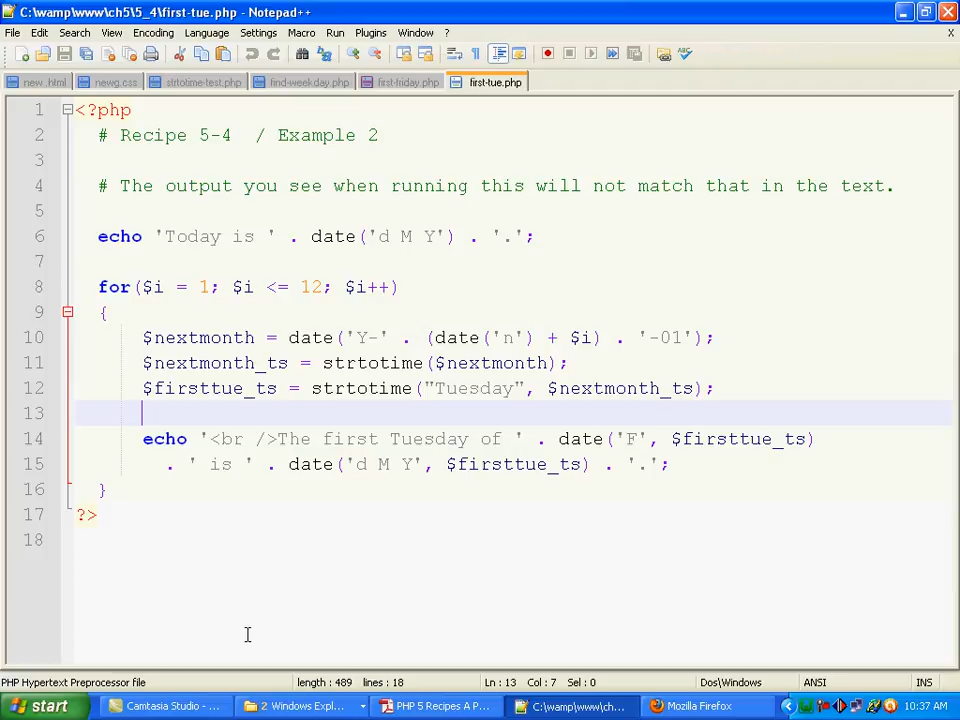 C:\wamp\www\ch5\5_4\first-tue.php - Notepad++
File Edit Search View Encoding Language Settings Macro Run Plugins Window ? X
new .html newg.css strtotime-test.php find-weekday.php first-friday.php first-tue.php
1 <?php
2 # Recipe 5-4 / Example 2
3
4 # The output you see when running this will not match that in the text.
5
6 echo 'Today is ' . date('d M Y') . '.';
7
8 for($i = 1; $i <= 12; $i++)
9 {
10 $nextmonth = date('Y-' . (date('n') + $i) . '-01');
11 $nextmonth_ts = strtotime($nextmonth);
12 $firsttue_ts = strtotime("Tuesday", $nextmonth_ts);
13
14 echo '<br />The first Tuesday of ' . date('F', $firsttue_ts)
15 . ' is ' . date('d M Y', $firsttue_ts) . '.';
16 }
17 ?>
18
PHP Hypertext Preprocessor file length : 489 lines : 18 Ln : 13 Col : 7 Sel : 0 Dos\Windows ANSI INS
start Camtasia Studio - ... 2 Windows Expl... PHP 5 Recipes A P... C:\wamp\www\ch... Mozilla Firefox 10:37 AM